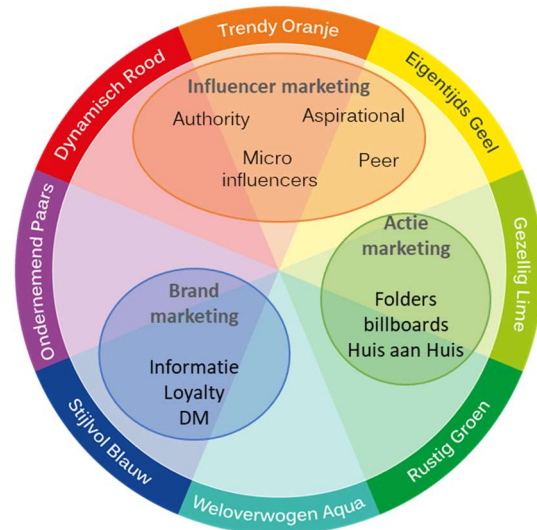 Trendy Oranje
Dynamisch Rood
Eigentijds Geel
Influencer marketing
Authority
Aspirational
Micro
influencers
Peer
Ondernemend Paars
Gezellig Lime
Actie
marketing
Folders
billboards
Huis aan Huis
Brand
marketing
Informatie
Loyalty
DM
Stijlvol Blauw
Rustig Groen
Weloverwogen Aqua